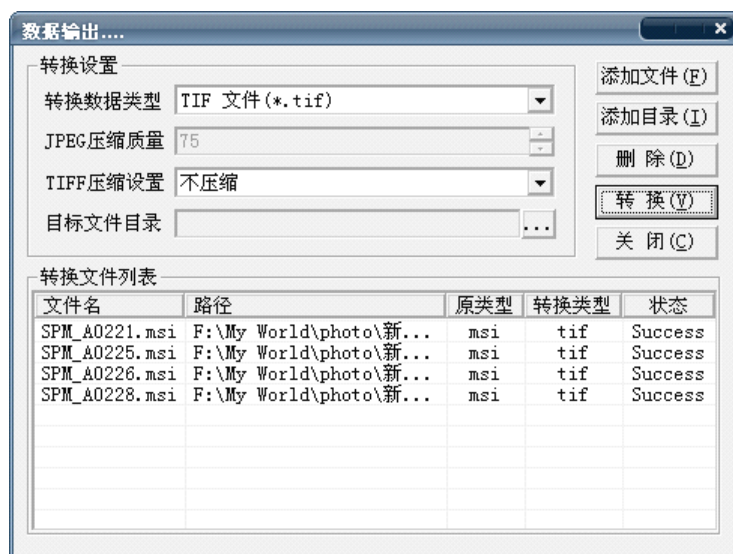 数据输出....
转换设置
转换数据类型 TIF 文件(*.tif)
JPEG压缩质量 75
TIFF压缩设置 不压缩
目标文件目录 ...
添加文件(F)
添加目录(I)
删 除(D)
转 换(V)
关 闭(C)
转换文件列表
文件名 路径 原类型 转换类型 状态
SPM_A0221.msi F:\My World\photo\新... msi tif Success
SPM_A0225.msi F:\My World\photo\新... msi tif Success
SPM_A0226.msi F:\My World\photo\新... msi tif Success
SPM_A0228.msi F:\My World\photo\新... msi tif Success